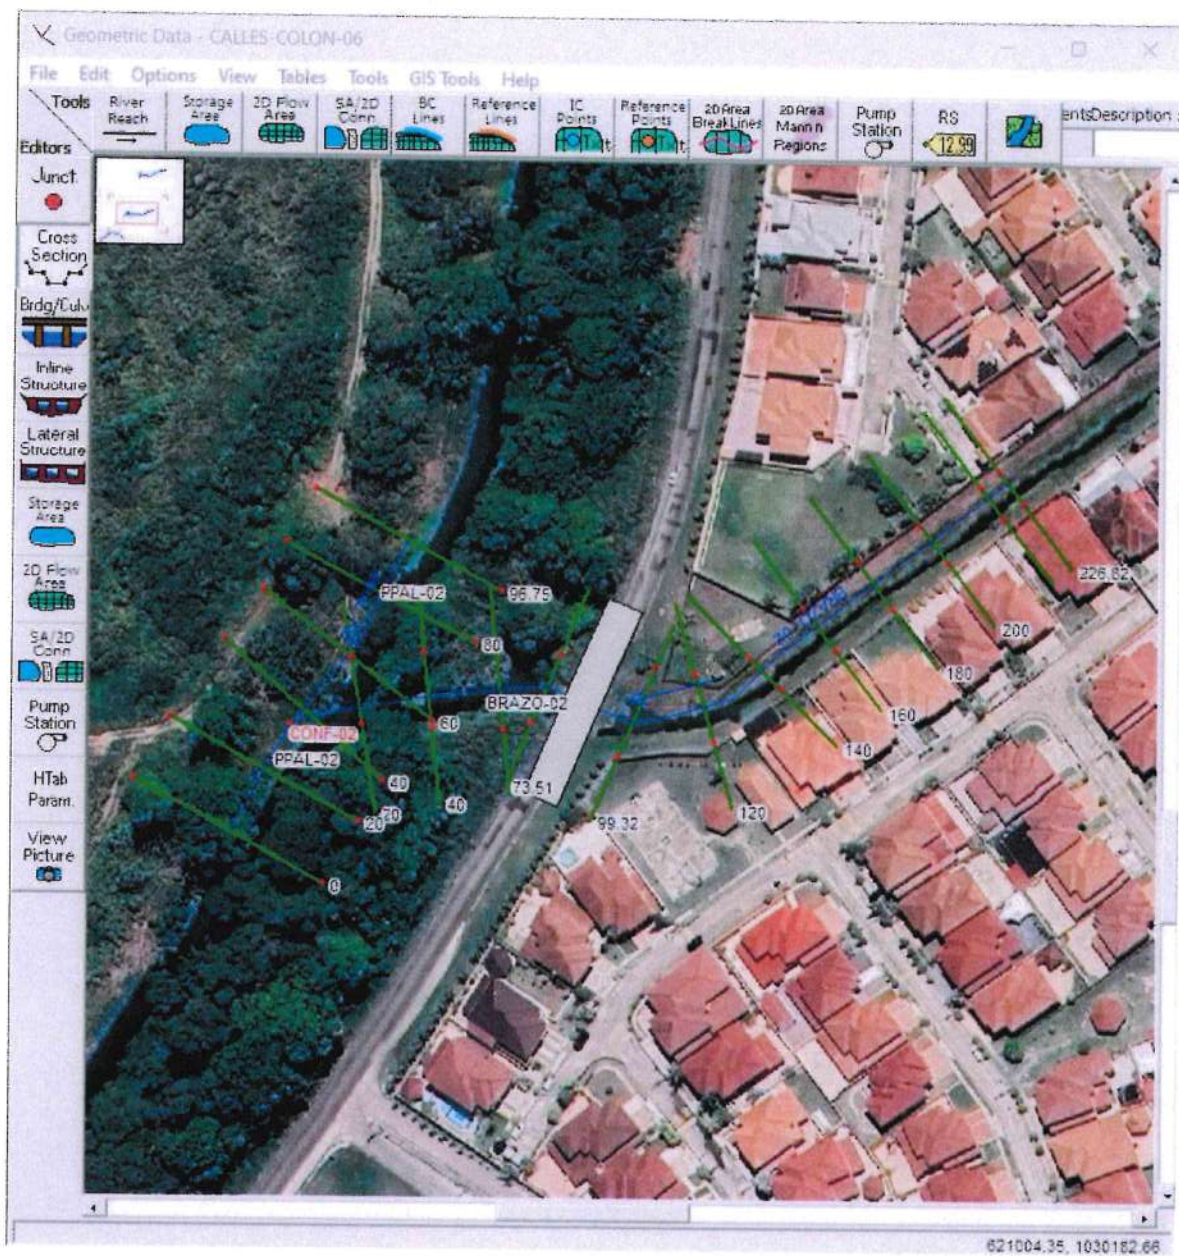 Geometric Data - CALLES-COLON-06
File Edit Options View Tables Tools GIS Tools Help
Tools
Editors
River Reach
Storage Area
2D Flow Area
SA/2D Conn
BC Lines
Reference Lines
IC Points
Reference Points
2D Area BreakLines
2D Area Mann n Regions
Pump Station
RS
12.99
entsDescription :
Junct.
Cross Section
Brdg/Culv
Inline Structure
Lateral Structure
Storage Area
2D Flow Area
SA/2D Conn
Pump Station
HTab Param.
View Picture
PPAL-02
96.75
80
BRAZO-02
60
CONF-02
PPAL-02
40
20
20
40
0
73.51
99.32
120
140
160
180
200
226.82
621004.35, 1030182.66